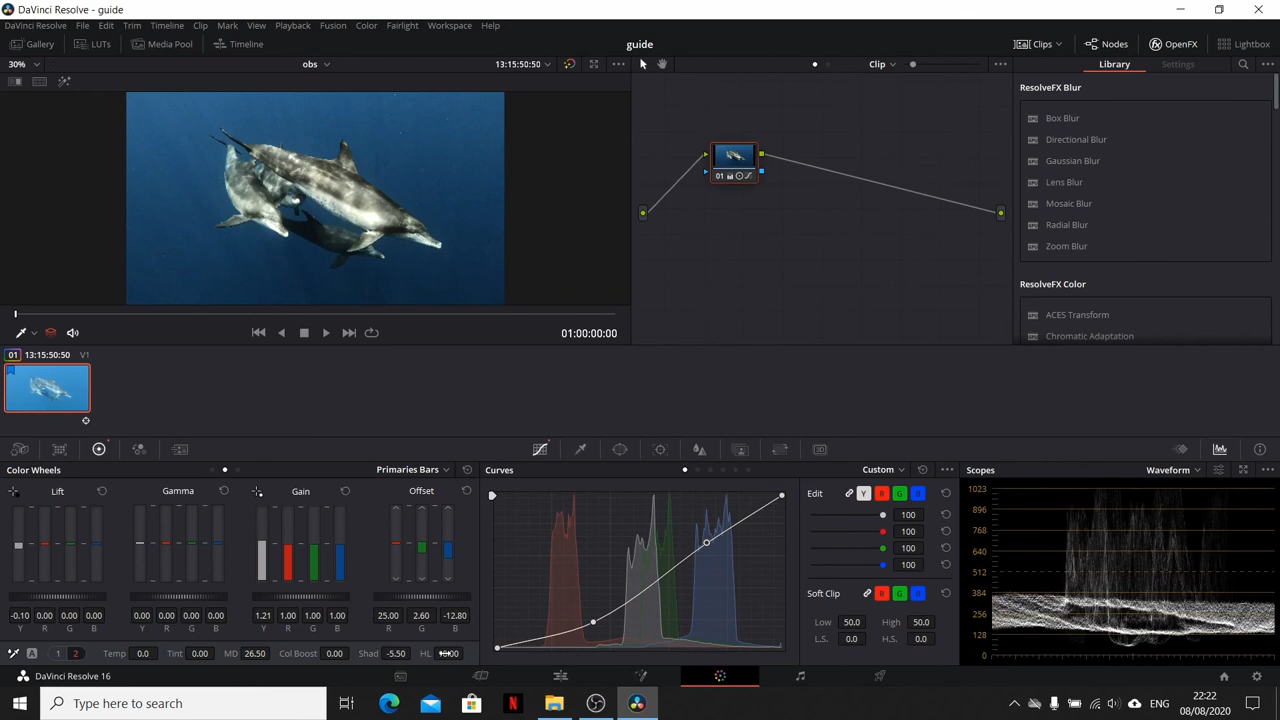 DaVinci Resolve - guide
DaVinci Resolve File Edit Trim Timeline Clip Mark View Playback Fusion Color Fairlight Workspace Help
Gallery LUTs Media Pool Timeline guide Clips Nodes OpenFX Lightbox
30% obs 13:15:50:50 Clip Library Settings
ResolveFX Blur
Box Blur
Directional Blur
Gaussian Blur
Lens Blur
Mosaic Blur
Radial Blur
Zoom Blur
01
ResolveFX Color
ACES Transform
Chromatic Adaptation
01:00:00:00
01 13:15:50:50 V1
Color Wheels Primaries Bars Curves Custom Scopes Waveform
Lift Gamma Gain Offset
-0.10 0.00 0.00 0.00 0.00 0.00 0.00 0.00 1.21 1.00 1.00 1.00 25.00 2.60 -12.80
Y R G B Y R G B Y R G B R G B
A 1 2 Temp 0.0 Tint 0.00 MD 26.50 Col Boost 0.00 Shad -5.50 HL
Edit Y R G B
100
100
100
100
Soft Clip R G B
Low 50.0 High 50.0
L.S. 0.0 H.S. 0.0
1023
896
768
640
512
384
256
128
0
DaVinci Resolve 16
Type here to search ENG 22:22
08/08/2020